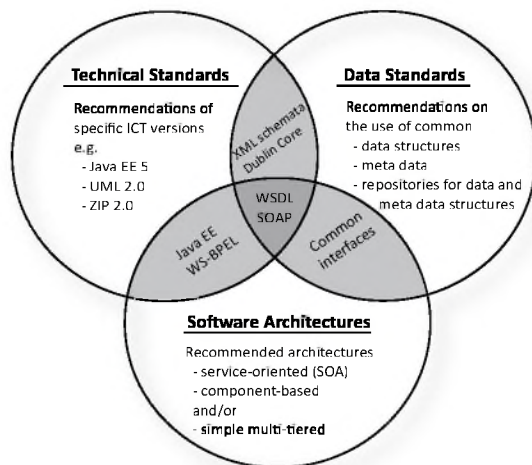 Technical Standards
Recommendations of
specific ICT versions
e.g.
- Java EE 5
- UML 2.0
- ZIP 2.0
Data Standards
Recommendations on
the use of common
- data structures
- meta data
- repositories for data and
meta data structures
XML schemata
Dublin Core
WSDL
SOAP
Java EE
WS-BPEL
Common
interfaces
Software Architectures
Recommended architectures
- service-oriented (SOA)
- component-based
and/or
- simple multi-tiered